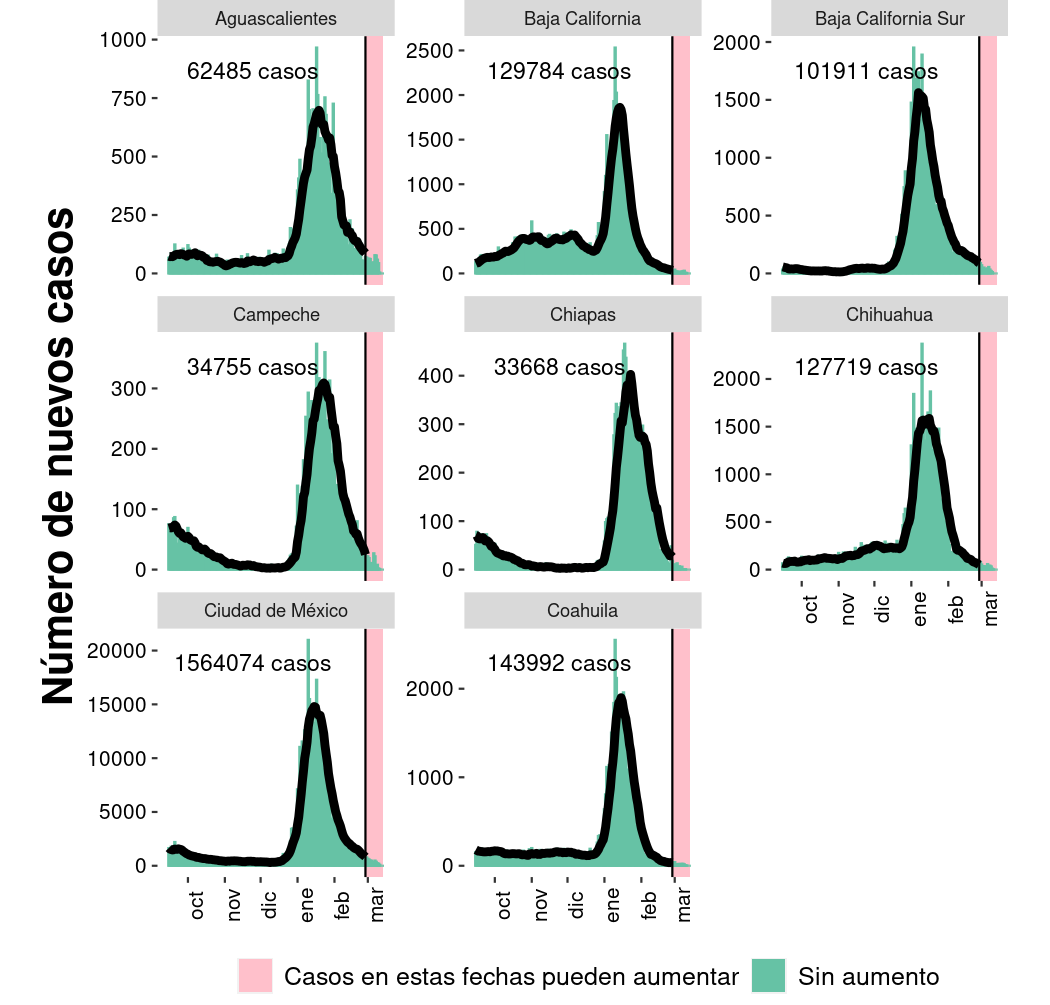 Número de nuevos casos
Aguascalientes
Baja California
Baja California Sur
1000
750
500
250
0
62485 casos
2500
2000
1500
1000
500
0
129784 casos
2000
1500
1000
500
0
101911 casos
Campeche
Chiapas
Chihuahua
300
200
100
0
34755 casos
400
300
200
100
0
33668 casos
2000
1500
1000
500
0
127719 casos
oct
nov
dic
ene
feb
mar
Ciudad de México
Coahuila
20000
15000
10000
5000
0
1564074 casos
oct
nov
dic
ene
feb
mar
2000
1000
0
143992 casos
oct
nov
dic
ene
feb
mar
Casos en estas fechas pueden aumentar
Sin aumento